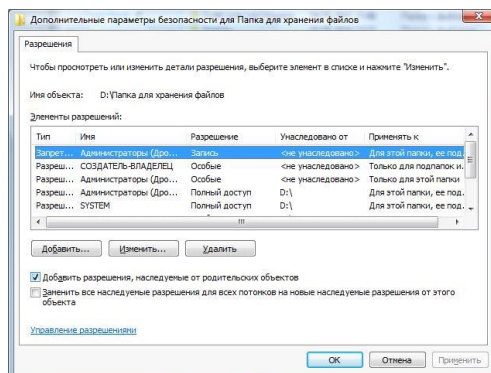 Дополнительные параметры безопасности для Папка для хранения файлов
Разрешения
Чтобы просмотреть или изменить детали разрешения, выберите элемент в списке и нажмите "Изменить".
Имя объекта: D:\Папка для хранения файлов
Элементы разрешений:
Тип Имя Разрешение Унаследовано от Применять к
Запрет... Администраторы (Дро... Запись <не унаследовано> Для этой папки, ее под...
Разреш... СОЗДАТЕЛЬ-ВЛАДЕЛЕЦ Особые <не унаследовано> Только для подпапок и...
Разреш... Администраторы (Дро... Особые <не унаследовано> Только для этой папки
Разреш... Администраторы (Дро... Полный доступ D:\ Для этой папки, ее под...
Разреш... SYSTEM Полный доступ D:\ Для этой папки, ее под...
Добавить... Изменить... Удалить
Добавить разрешения, наследуемые от родительских объектов
Заменить все наследуемые разрешения для всех потомков на новые наследуемые разрешения от этого
объекта
Управление разрешениями
ОК Отмена Применить